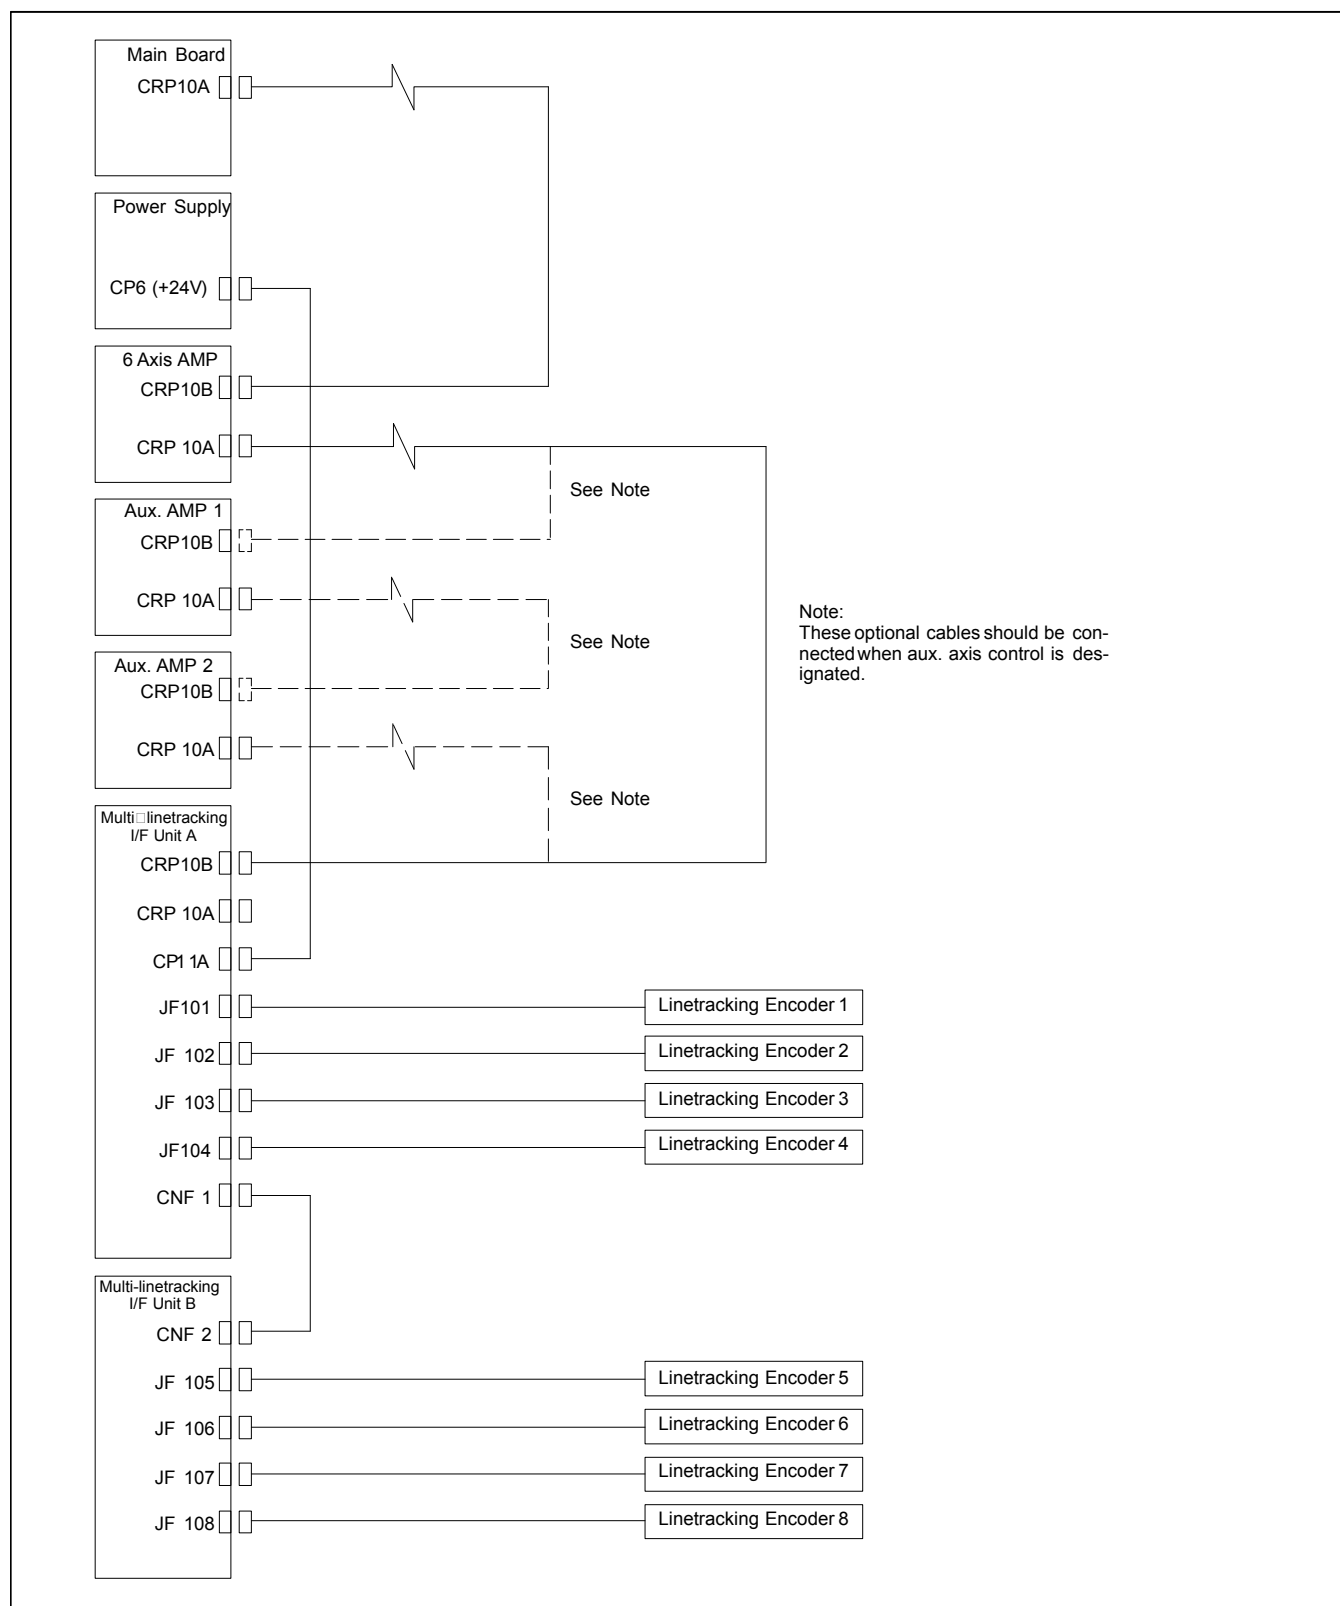 Main Board
CRP10A
Power Supply
CP6 (+24V)
6 Axis AMP
CRP10B
CRP 10A
See Note
Aux. AMP 1
CRP10B
CRP 10A
See Note
Note:
These optional cables should be con-
nected when aux. axis control is des-
ignated.
Aux. AMP 2
CRP10B
CRP 10A
See Note
Multi□linetracking
I/F Unit A
CRP10B
CRP 10A
CP11A
JF101
Linetracking Encoder 1
JF 102
Linetracking Encoder 2
JF 103
Linetracking Encoder 3
JF104
Linetracking Encoder 4
CNF 1
Multi-linetracking
I/F Unit B
CNF 2
JF 105
Linetracking Encoder 5
JF 106
Linetracking Encoder 6
JF 107
Linetracking Encoder 7
JF 108
Linetracking Encoder 8